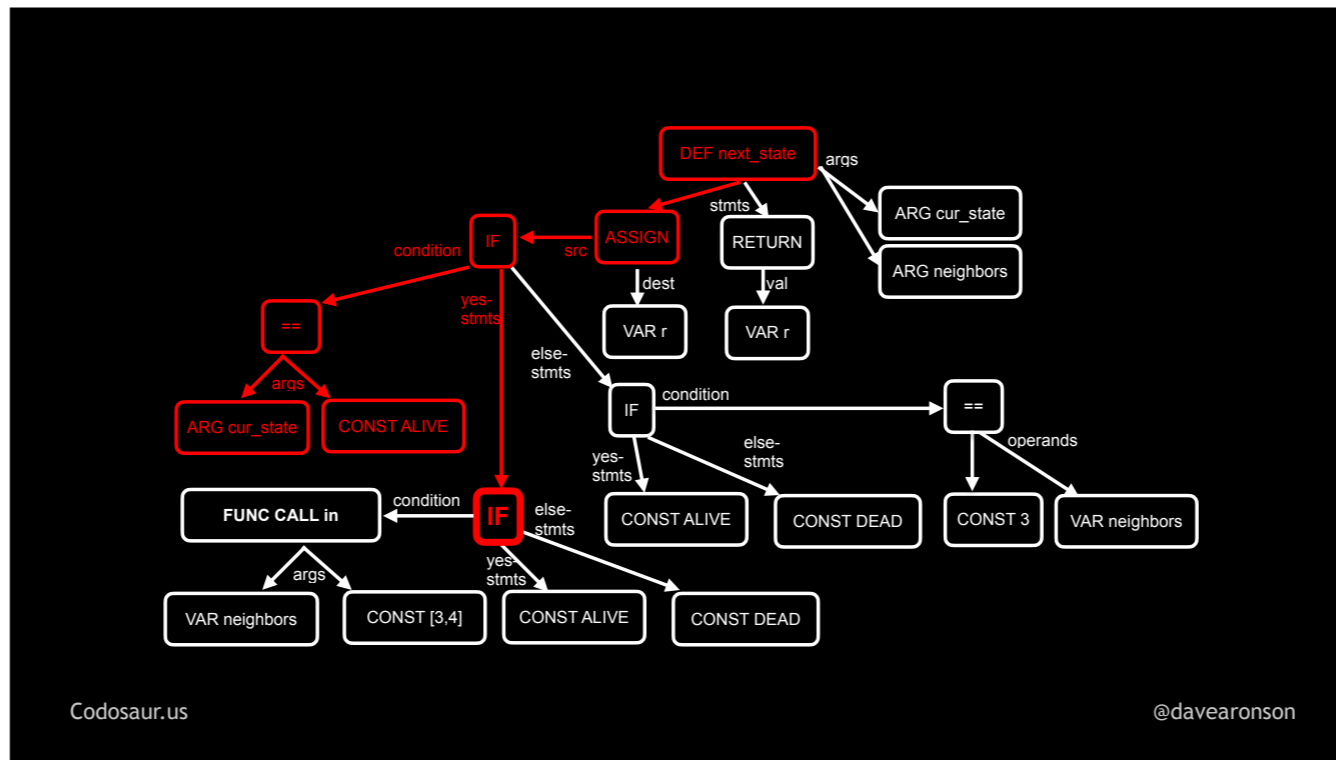 DEF next_state
args
ARG cur_state
stmts
IF
ASSIGN
RETURN
condition
src
ARG neighbors
dest
val
yes-
stmts
==
VAR r
VAR r
else-
stmts
args
IF
condition
==
ARG cur_state
CONST ALIVE
operands
yes-
stmts
else-
stmts
condition
FUNC CALL in
IF
else-
stmts
CONST ALIVE
CONST DEAD
CONST 3
VAR neighbors
args
yes-
stmts
VAR neighbors
CONST [3,4]
CONST ALIVE
CONST DEAD
Codosaur.us
@davearonson